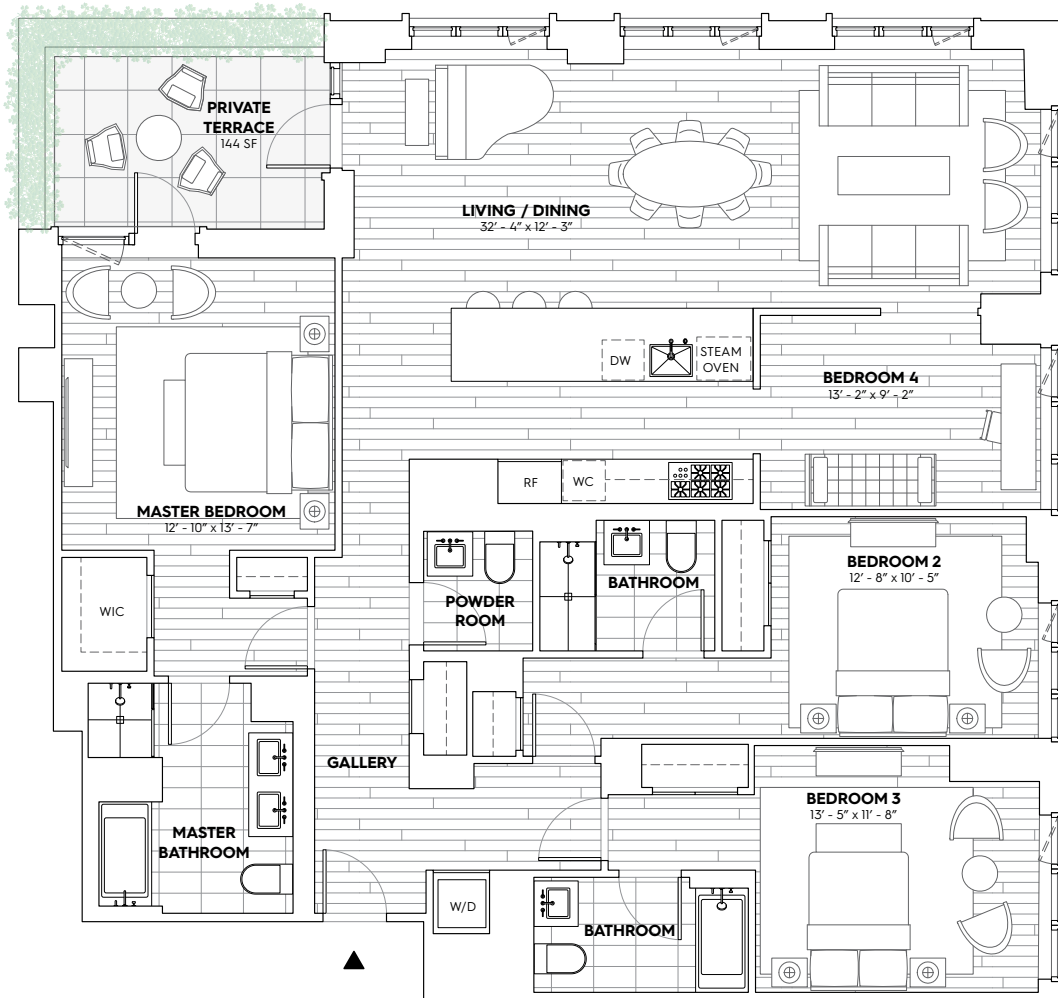 PRIVATE
TERRACE
144 SF
LIVING / DINING
32' - 4" x 12' - 3"
DW
STEAM
OVEN
BEDROOM 4
13' - 2" x 9' - 2"
RF
WC
MASTER BEDROOM
12' - 10" x 13' - 7"
BEDROOM 2
12' - 8" x 10' - 5"
BATHROOM
POWDER
ROOM
WIC
GALLERY
BEDROOM 3
13' - 5" x 11' - 8"
MASTER
BATHROOM
W/D
BATHROOM